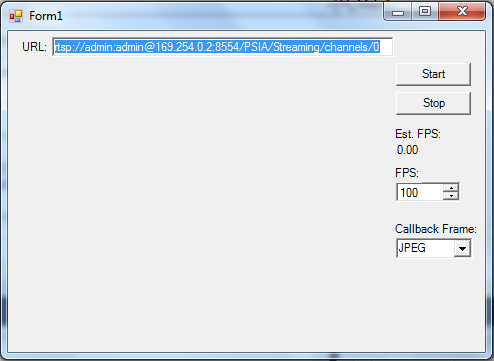 Form1
URL: rtsp://admin:admin@169.254.0.2:8554/PSIA/Streaming/channels/0
Start
Stop
Est. FPS:
0.00
FPS:
100
Callback Frame:
JPEG